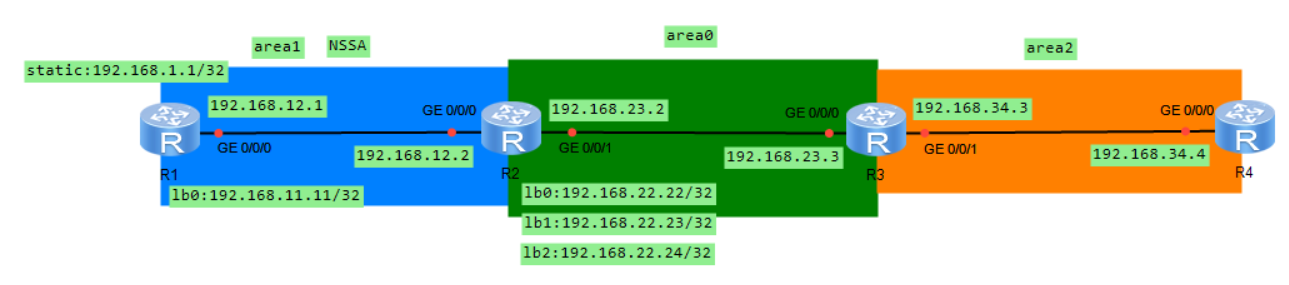 area1
NSSA
area0
area2
static:192.168.1.1/32
192.168.12.1
GE 0/0/0
192.168.23.2
GE 0/0/0
192.168.34.3
GE 0/0/0
R
R
R
R
GE 0/0/0
192.168.12.2
GE 0/0/1
192.168.23.3
GE 0/0/1
192.168.34.4
R1
R2
R3
R4
lb0:192.168.11.11/32
lb0:192.168.22.22/32
lb1:192.168.22.23/32
lb2:192.168.22.24/32